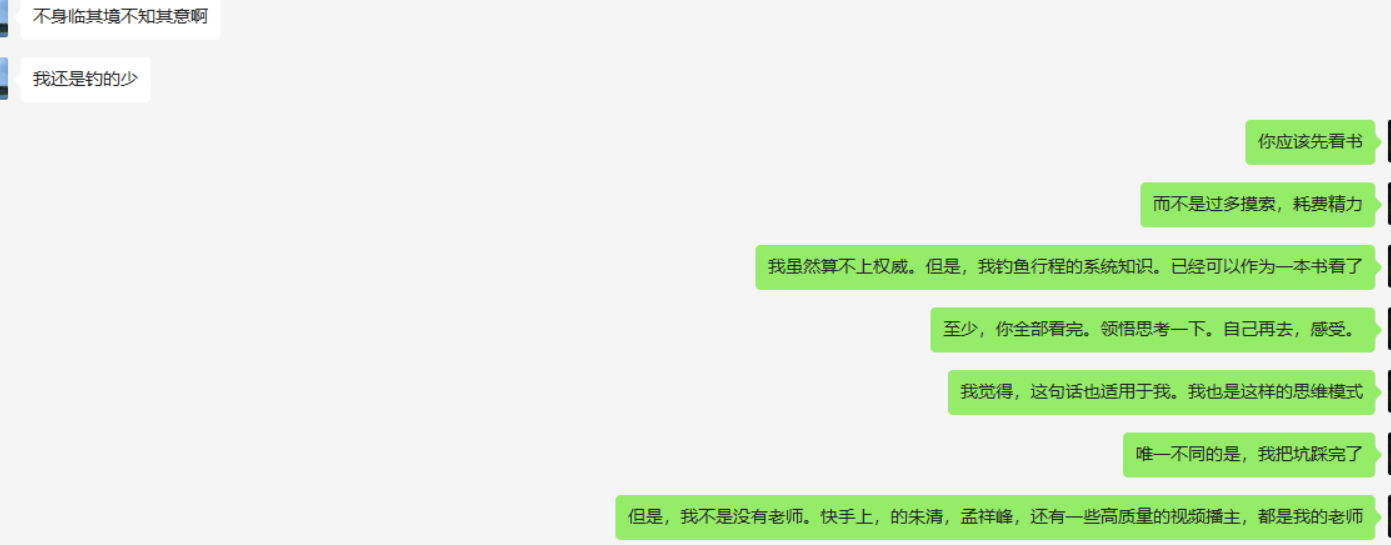 不身临其境不知其意啊
我还是钓的少
你应该先看书
而不是过多摸索，耗费精力
我虽然算不上权威。但是，我钓鱼行程的系统知识。已经可以作为一本书看了
至少，你全部看完。领悟思考一下。自己再去，感受。
我觉得，这句话也适用于我。我也是这样的思维模式
唯一不同的是，我把坑踩完了
但是，我不是没有老师。快手上，的朱清，孟祥峰，还有一些高质量的视频播主，都是我的老师